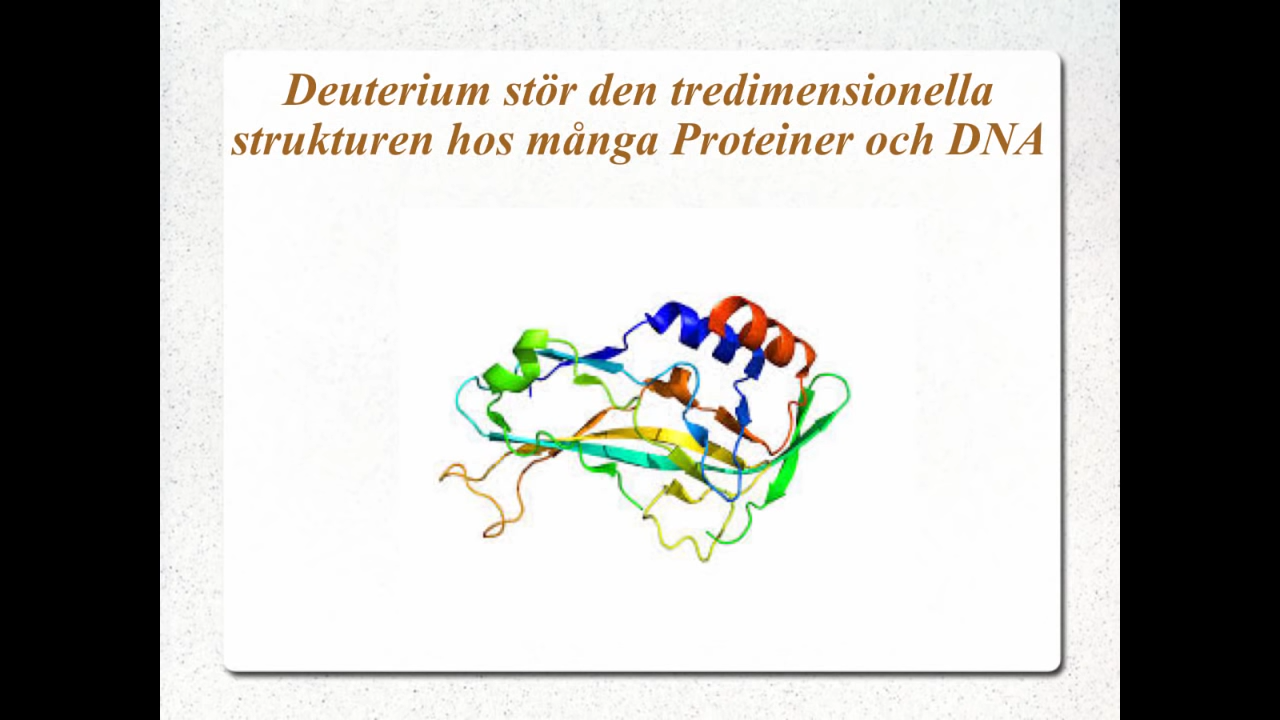 Deuterium stör den tredimensionella
strukturen hos många Proteiner och DNA